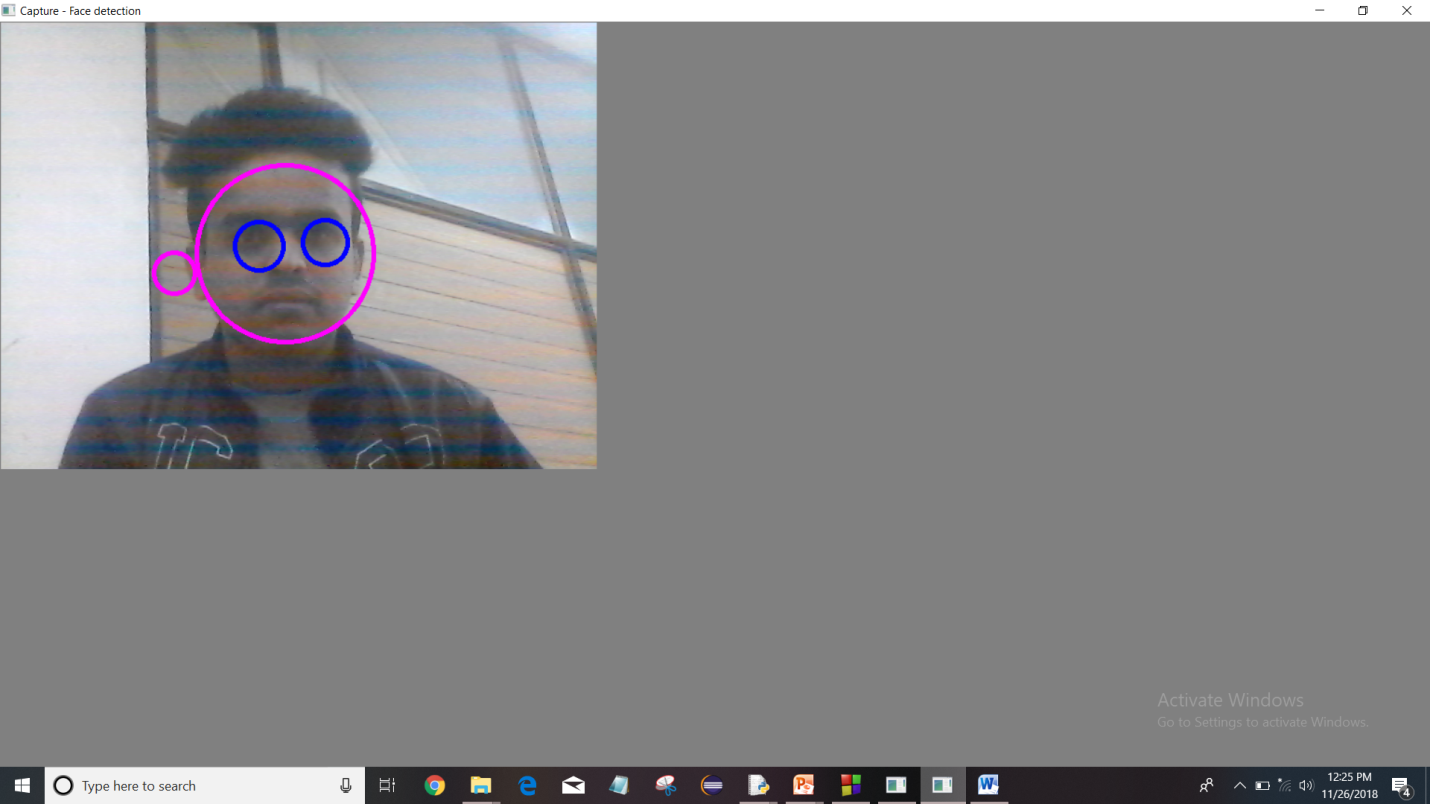 Capture - Face detection
Activate Windows
Go to Settings to activate Windows.
Type here to search
12:25 PM
11/26/2018
4